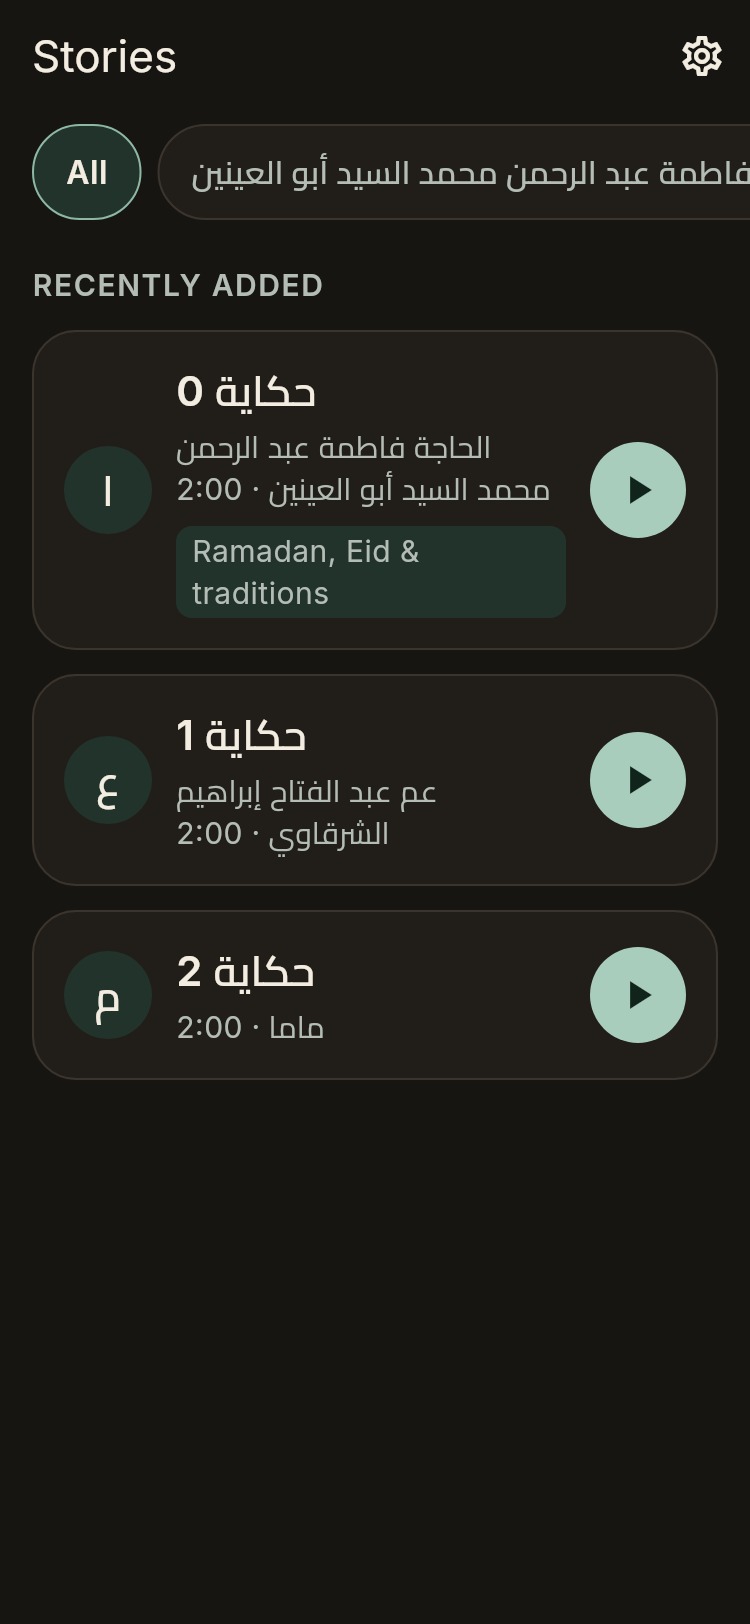 Stories
All
فاطمة عبد الرحمن محمد السيد أبو العينين
RECENTLY ADDED
حكاية 0
ا
الحاجة فاطمة عبد الرحمن
محمد السيد أبو العينين · 2:00
Ramadan, Eid &
traditions
حكاية 1
ع
عم عبد الفتاح إبراهيم
الشرقاوي · 2:00
حكاية 2
م
ماما · 2:00